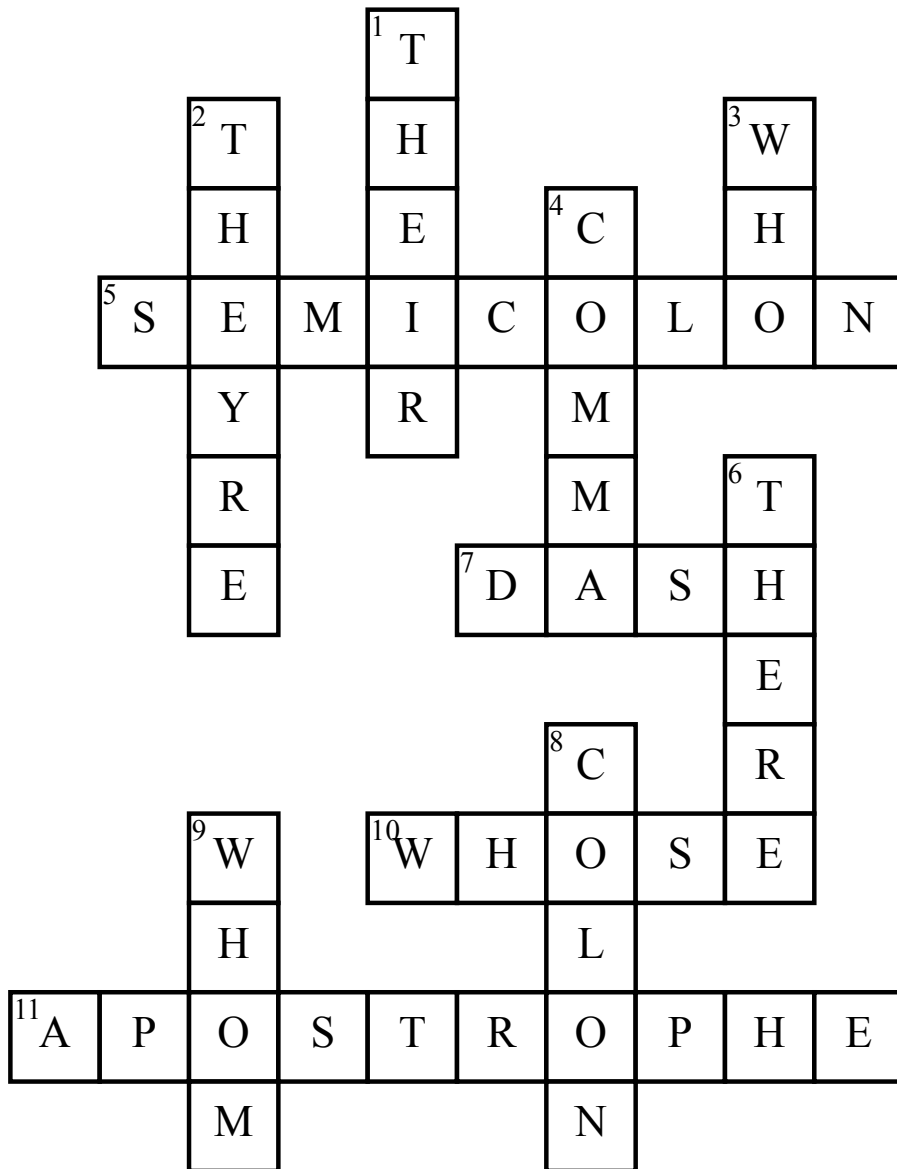 1 T
2 T H 3 W
H E 4 C H
5 S E M I C O L O N
Y R M
R M 6 T
E 7 D A S H
E
8 C R
9 W 10 W H O S E
H L
11 A P O S T R O P H E
M N